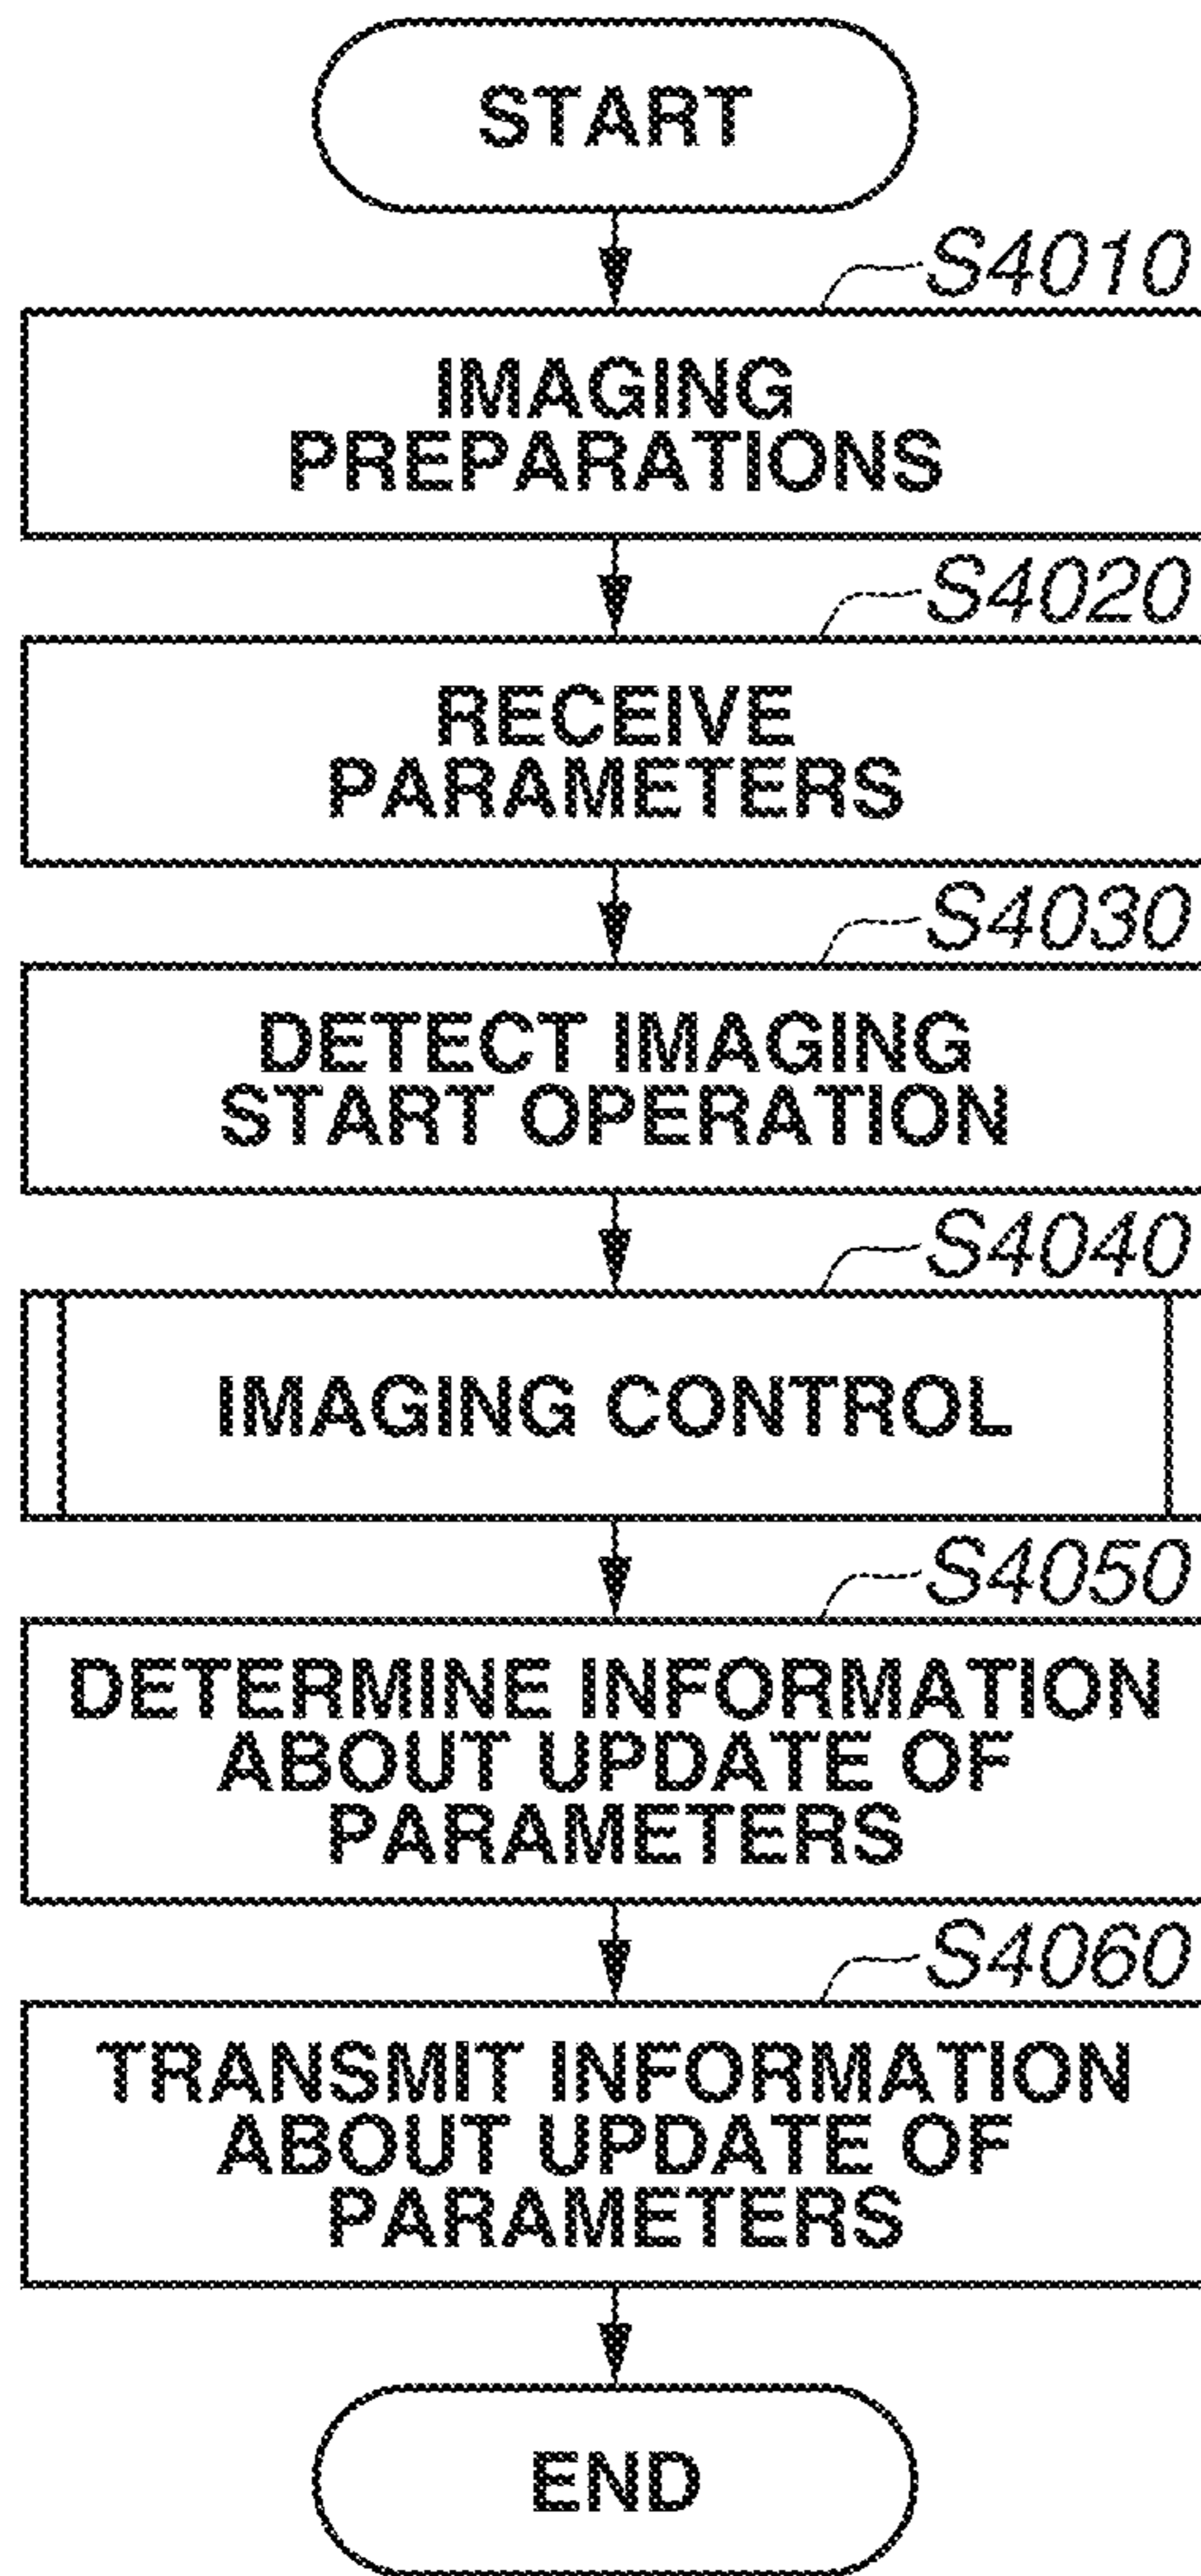 START
S4010
IMAGING
PREPARATIONS
S4020
RECEIVE
PARAMETERS
S4030
DETECT IMAGING
START OPERATION
S4040
IMAGING CONTROL
S4050
DETERMINE INFORMATION
ABOUT UPDATE OF
PARAMETERS
S4060
TRANSMIT INFORMATION
ABOUT UPDATE OF
PARAMETERS
END